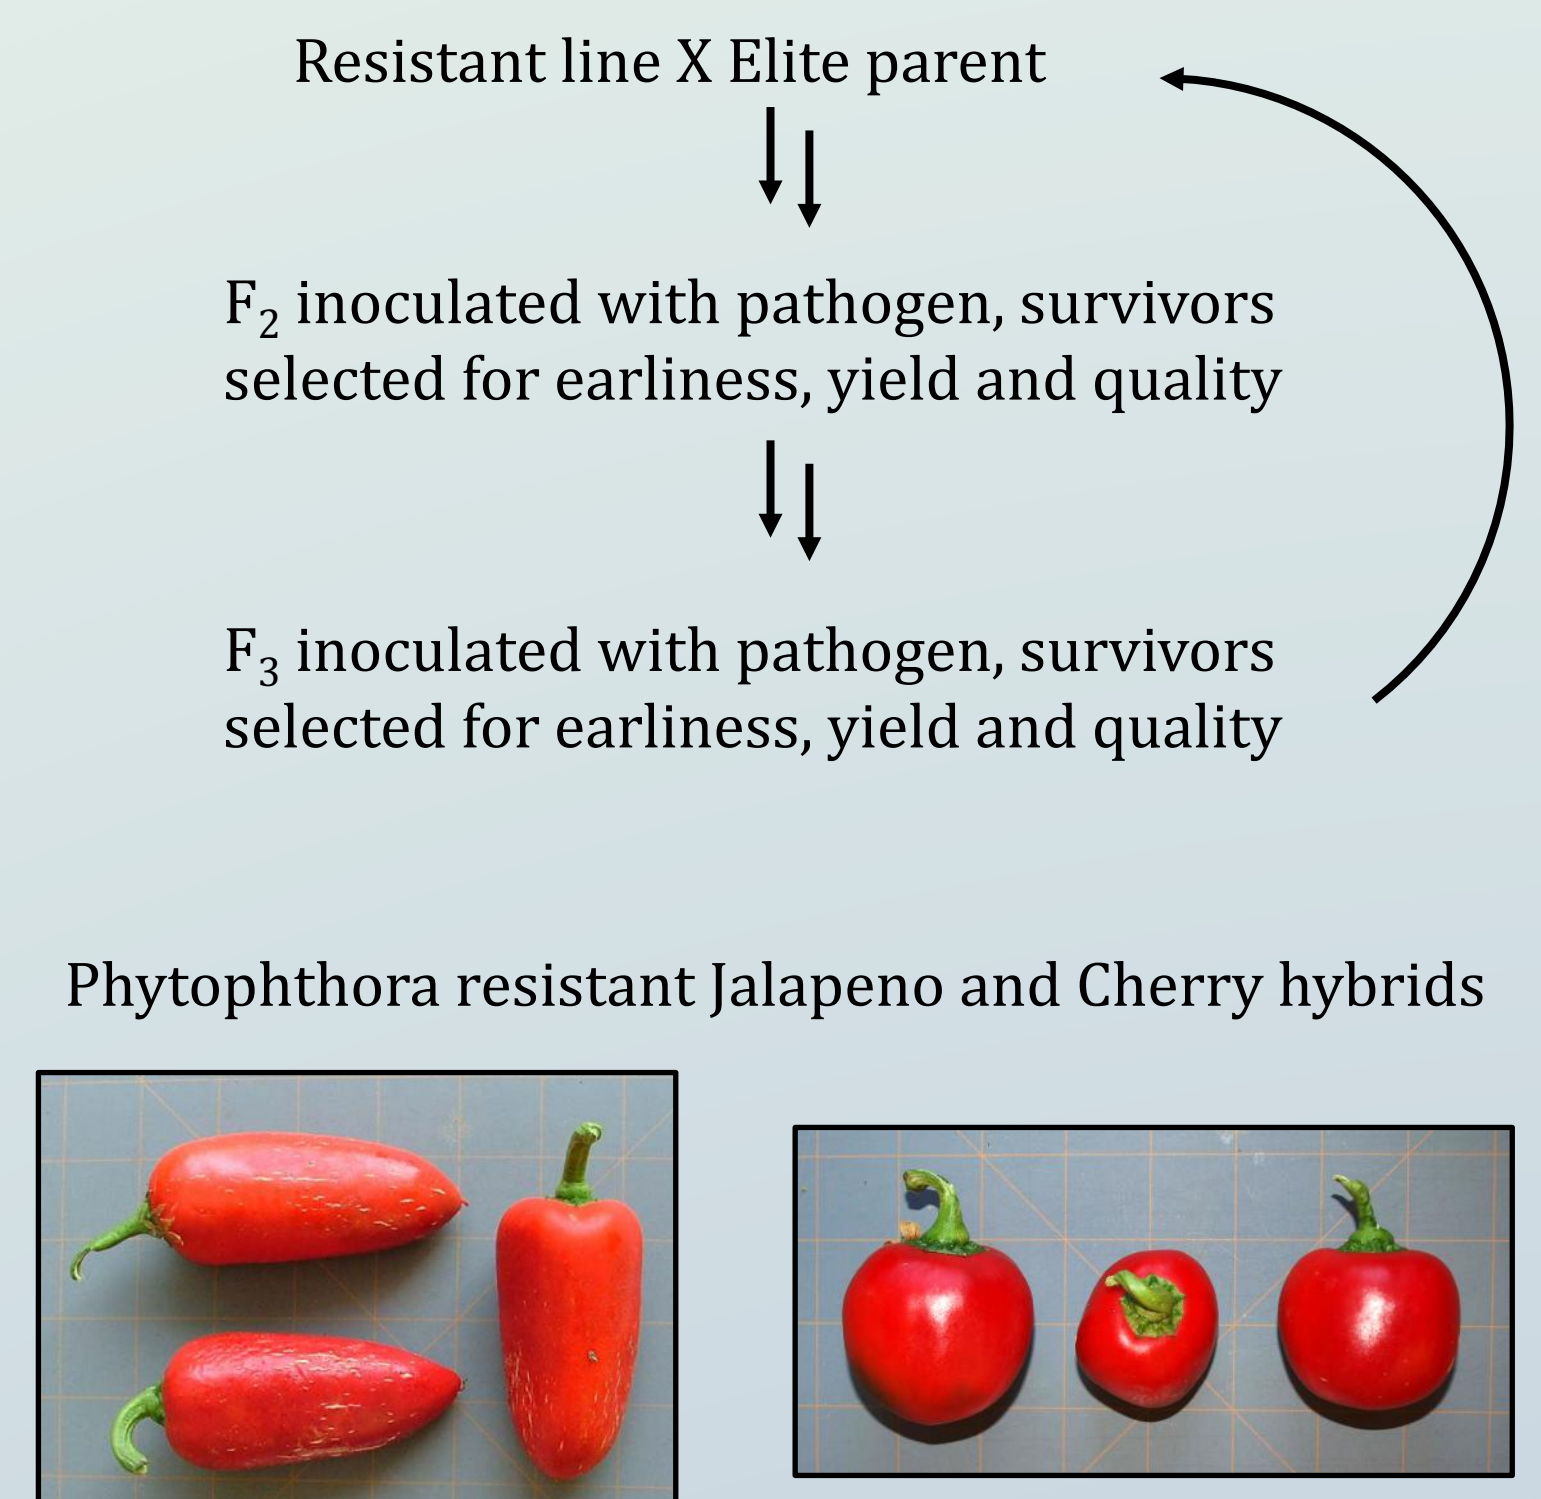 Resistant line X Elite parent
F₂ inoculated with pathogen, survivors
selected for earliness, yield and quality
F₃ inoculated with pathogen, survivors
selected for earliness, yield and quality
Phytophthora resistant Jalapeno and Cherry hybrids